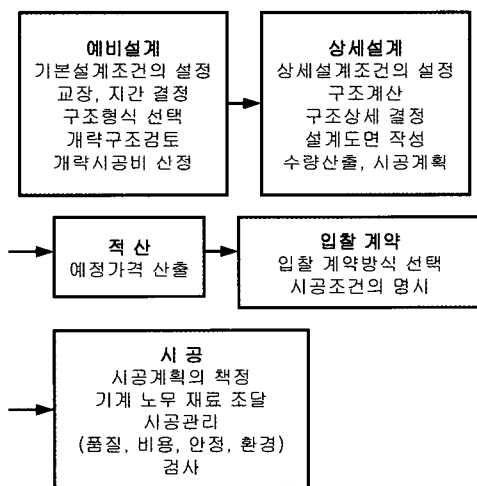 예비설계
기본설계조건의 설정
교장, 지간 결정
구조형식 선택
개략구조검토
개략시공비 산정
상세설계
상세설계조건의 설정
구조계산
구조상세 결정
설계도면 작성
수량산출, 시공계획
적 산
예정가격 산출
입찰 계약
입찰 계약방식 선택
시공조건의 명시
시 공
시공계획의 책정
기계 노무 재료 조달
시공관리
(품질, 비용, 안정, 환경)
검사